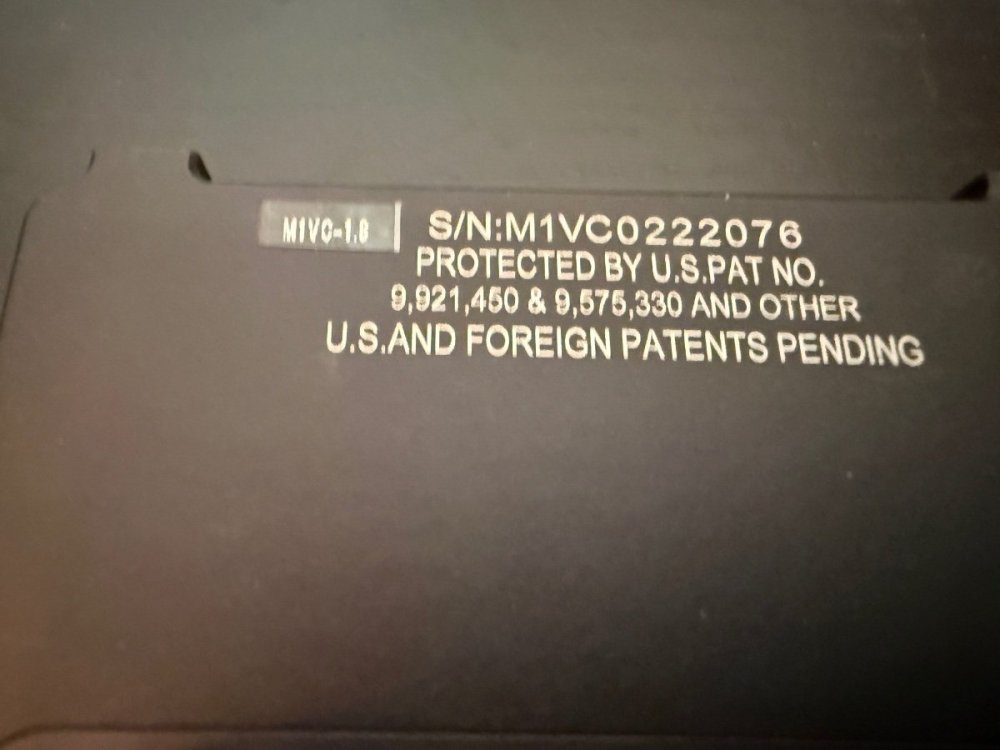 M1VC-1.8
S/N:M1VC0222076
PROTECTED BY U.S.PAT NO.
9,921,450 & 9,575,330 AND OTHER
U.S.AND FOREIGN PATENTS PENDING